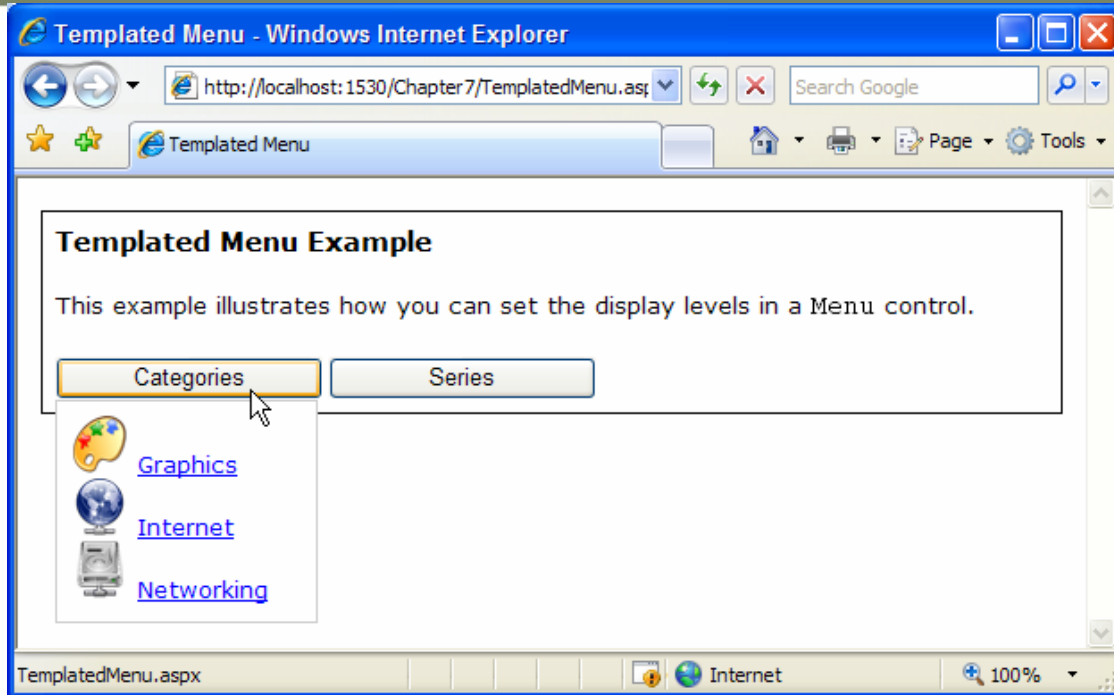 Templated Menu - Windows Internet Explorer
http://localhost:1530/Chapter7/TemplatedMenu.asp
Search Google
Templated Menu
Page
Tools
Templated Menu Example
This example illustrates how you can set the display levels in a Menu control.
Categories
Series
Graphics
Internet
Networking
TemplatedMenu.aspx
Internet
100%